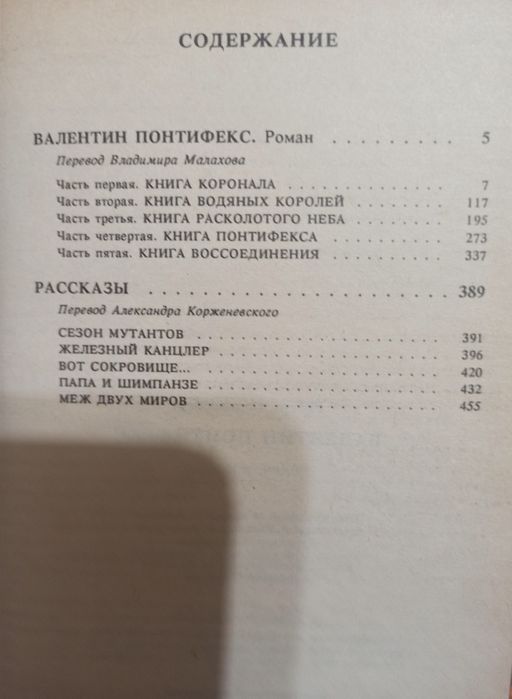 СОДЕРЖАНИЕ
ВАЛЕНТИН ПОНТИФЕКС. Роман . . . . . . . . . 5
Перевод Владимира Малахова
Часть первая. КНИГА КОРОНАЛА . . . . . . . . . . . . 7
Часть вторая. КНИГА ВОДЯНЫХ КОРОЛЕЙ . . . . . . . 117
Часть третья. КНИГА РАСКОЛОТОГО НЕБА . . . . . . . 195
Часть четвертая. КНИГА ПОНТИФЕКСА . . . . . . . . . 273
Часть пятая. КНИГА ВОССОЕДИНЕНИЯ . . . . . . . . . 337
РАССКАЗЫ . . . . . . . . . . . . . . . . . 389
Перевод Александра Корженевского
СЕЗОН МУТАНТОВ . . . . . . . . . . . . . . . . . . . 391
ЖЕЛЕЗНЫЙ КАНЦЛЕР . . . . . . . . . . . . . . . . . 396
ВОТ СОКРОВИЩЕ... . . . . . . . . . . . . . . . . . . . 420
ПАПА И ШИМПАНЗЕ . . . . . . . . . . . . . . . . . . 432
МЕЖ ДВУХ МИРОВ . . . . . . . . . . . . . . . . . . . 455